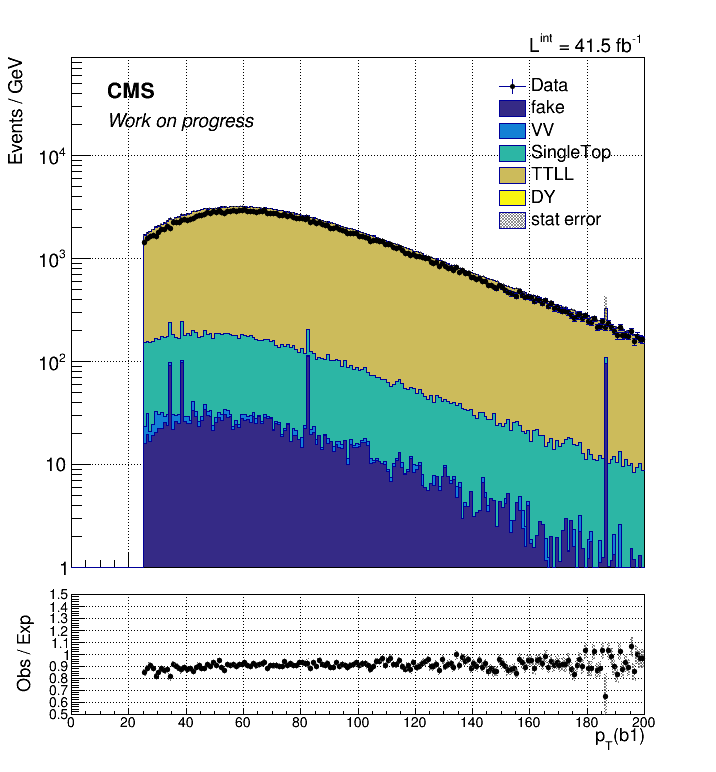 L^int = 41.5 fb^-1
Events / GeV
CMS
Work on progress
Data
fake
VV
SingleTop
TTLL
DY
stat error
10^4
10^3
10^2
10
1
Obs / Exp
1.5
1.4
1.3
1.2
1.1
1
0.9
0.8
0.7
0.6
0.5
0 20 40 60 80 100 120 140 160 180 200
p_T(b1)